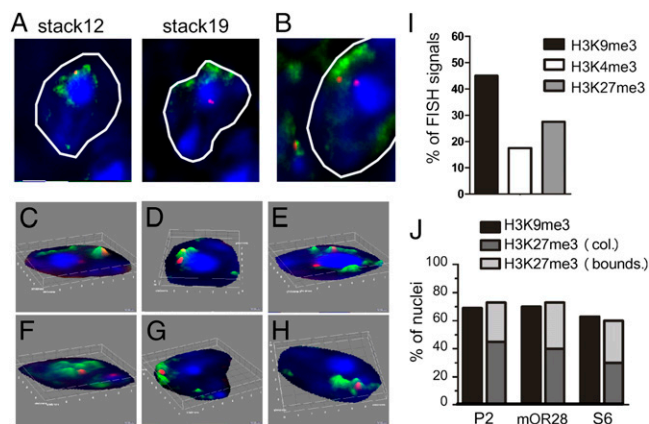 A
stack12
stack19
B
C
D
E
F
G
H
I
% of FISH signals
60
50
40
30
20
10
0
H3K9me3
H3K4me3
H3K27me3
J
% of nuclei
100
80
60
40
20
0
H3K9me3
H3K27me3 (col.)
H3K27me3 (bounds.)
P2
mOR28
S6